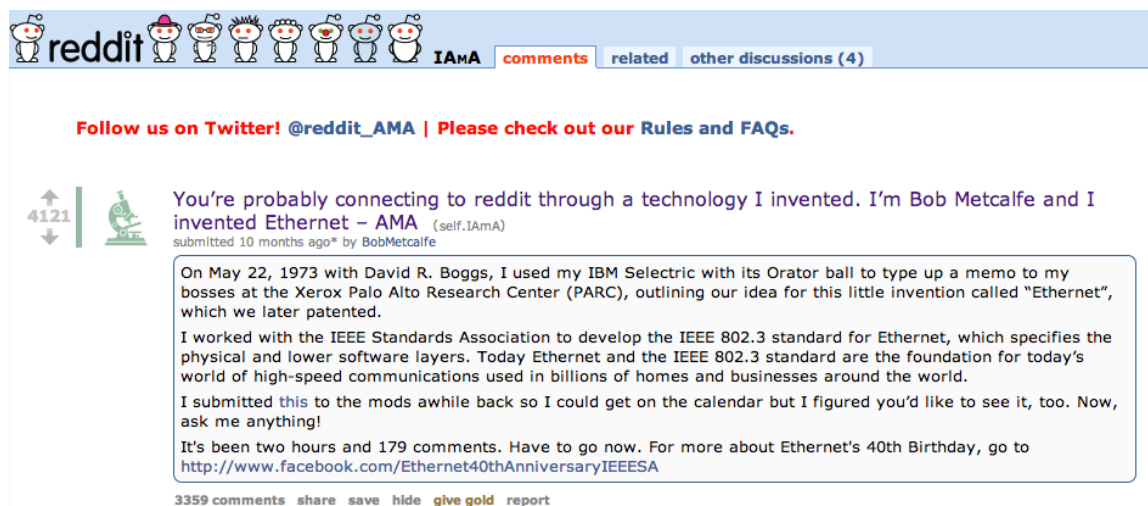 reddit IAMA comments related other discussions (4)
Follow us on Twitter! @reddit_AMA | Please check out our Rules and FAQs.
4121
You’re probably connecting to reddit through a technology I invented. I’m Bob Metcalfe and I
invented Ethernet – AMA (self.IAmA)
submitted 10 months ago* by BobMetcalfe
On May 22, 1973 with David R. Boggs, I used my IBM Selectric with its Orator ball to type up a memo to my
bosses at the Xerox Palo Alto Research Center (PARC), outlining our idea for this little invention called “Ethernet”,
which we later patented.
I worked with the IEEE Standards Association to develop the IEEE 802.3 standard for Ethernet, which specifies the
physical and lower software layers. Today Ethernet and the IEEE 802.3 standard are the foundation for today’s
world of high-speed communications used in billions of homes and businesses around the world.
I submitted this to the mods awhile back so I could get on the calendar but I figured you’d like to see it, too. Now,
ask me anything!
It's been two hours and 179 comments. Have to go now. For more about Ethernet's 40th Birthday, go to
http://www.facebook.com/Ethernet40thAnniversaryIEEESA
3359 comments share save hide give gold report